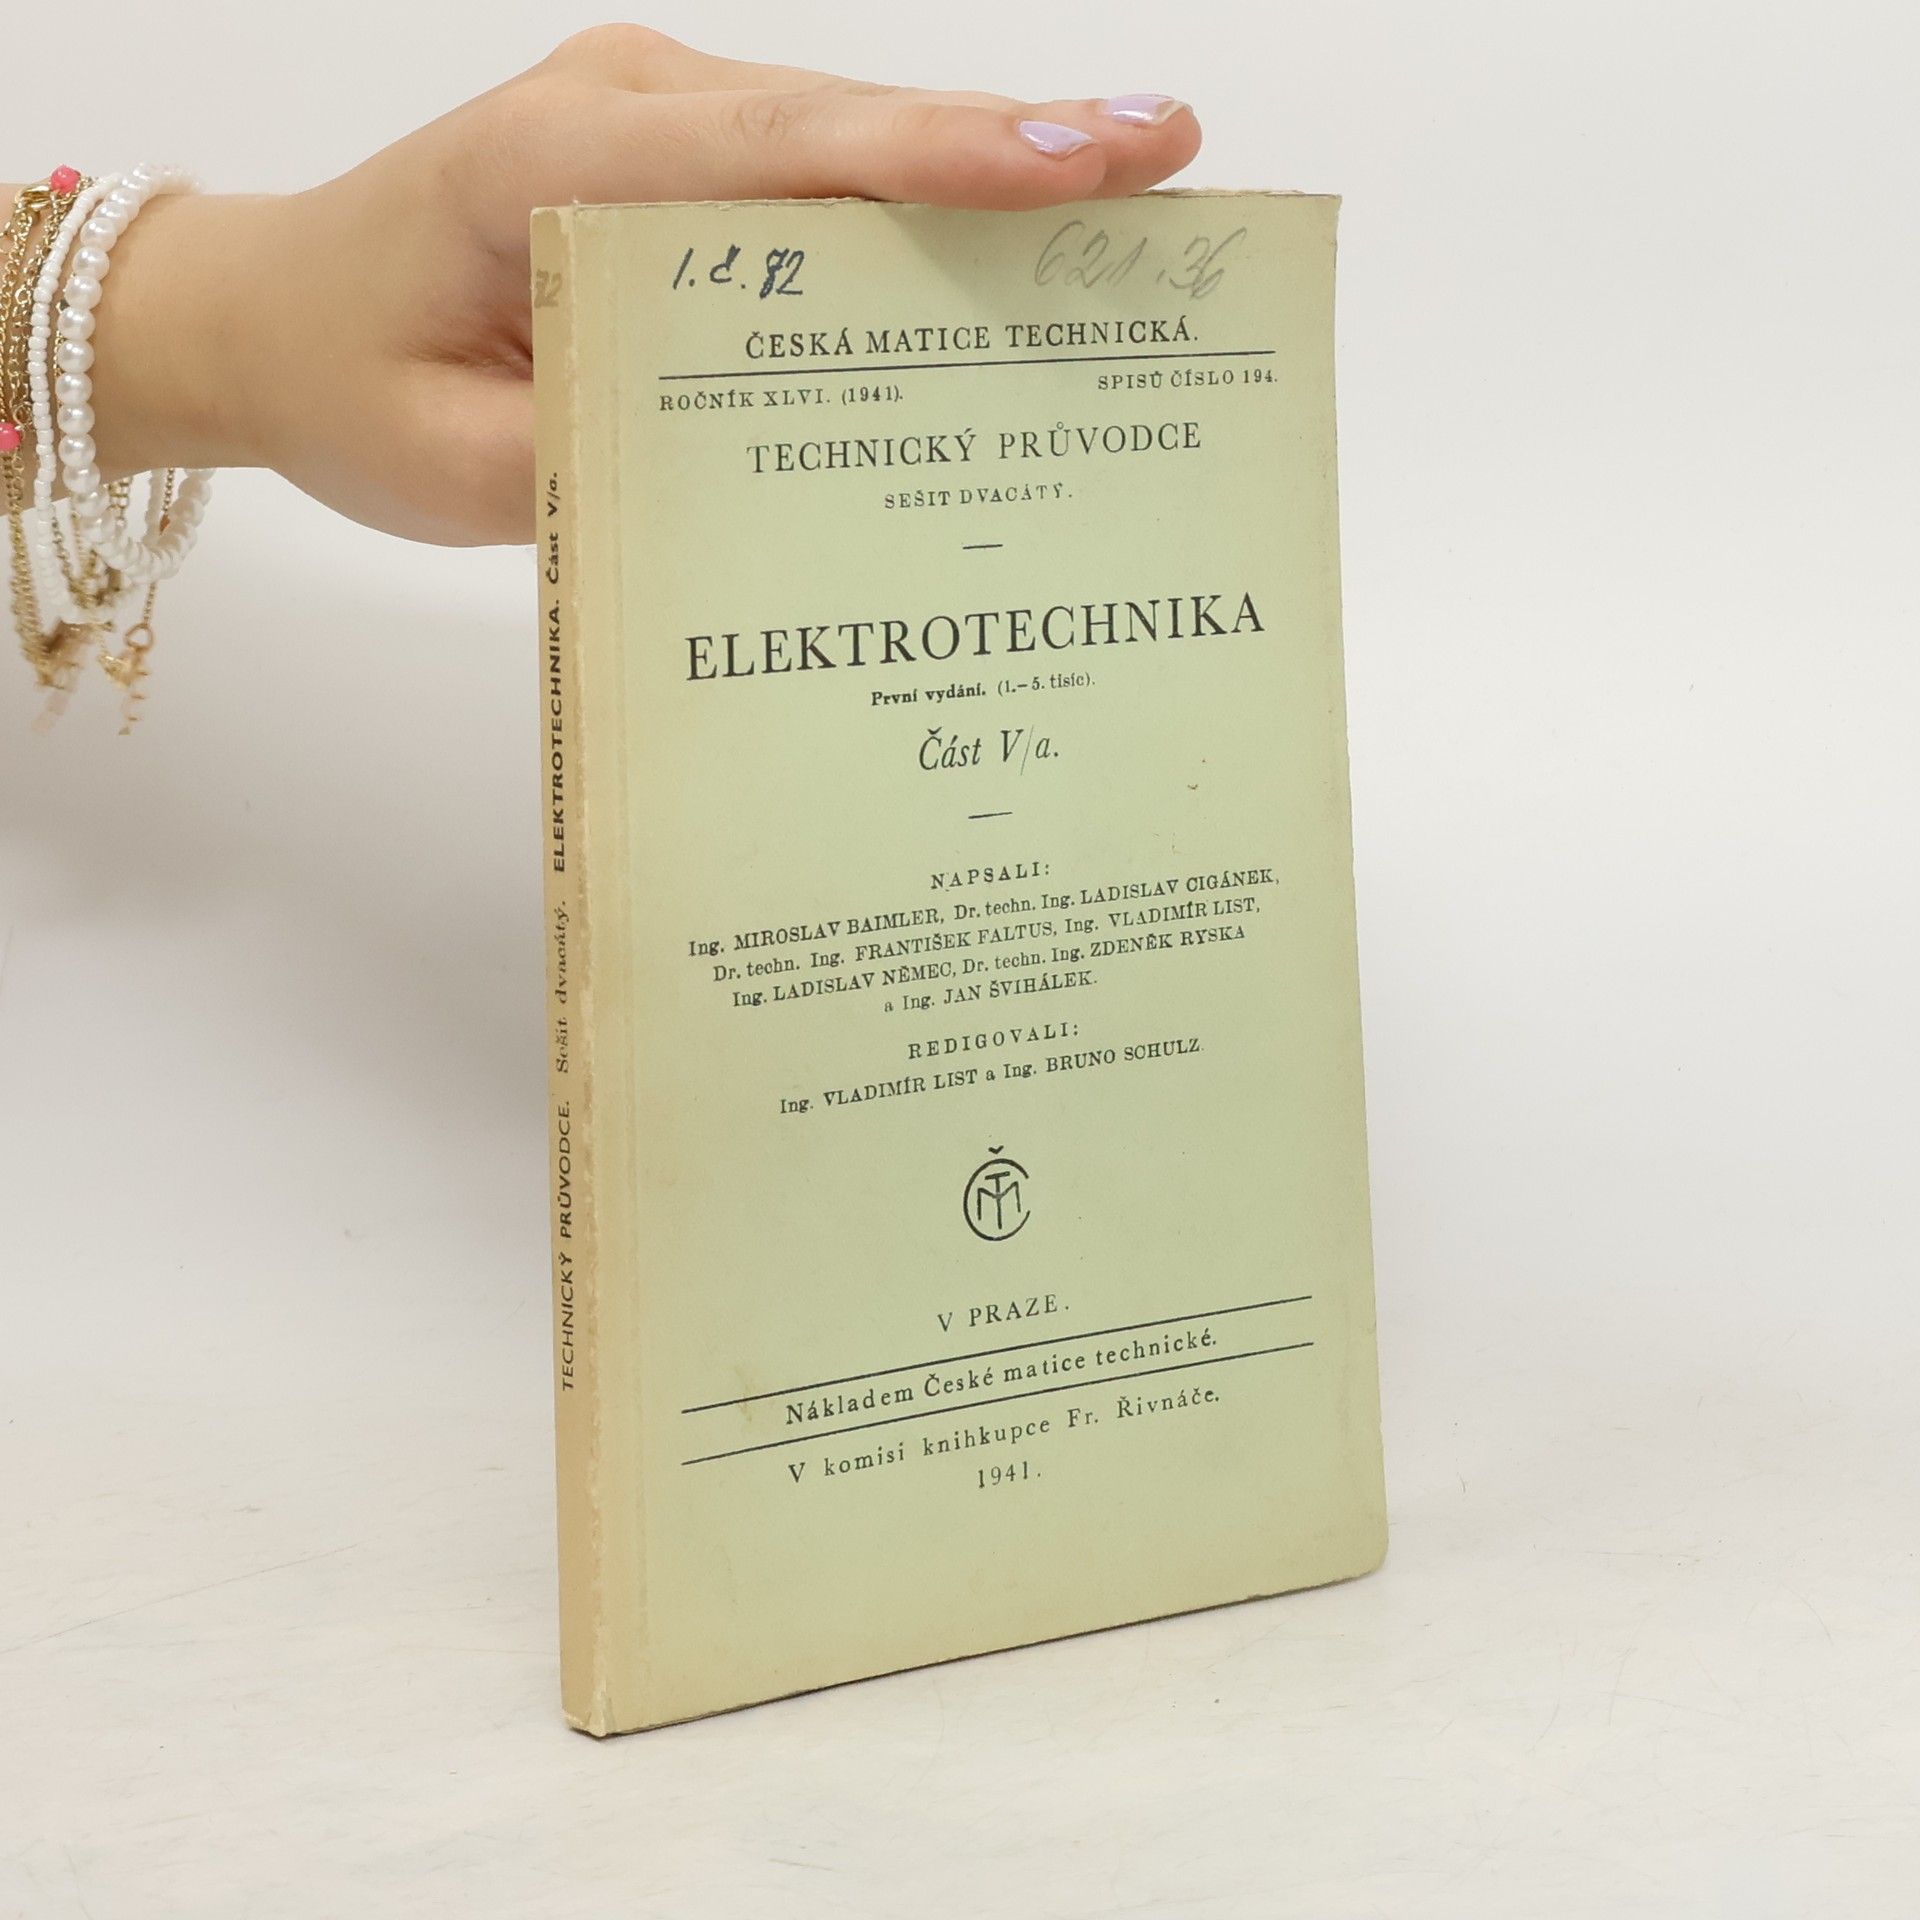 I. č. 72
621.36
ČESKÁ MATICE TECHNICKÁ.
ROČNÍK XLVI. (1941).
SPISŮ ČÍSLO 194.
TECHNICKÝ PRŮVODCE
SEŠIT DVACÁTÝ.
ELEKTROTECHNIKA
První vydání. (1.–5. tisíc).
Část V/a.
NAPSALI:
Ing. MIROSLAV BAIMLER, Dr. techn. Ing. LADISLAV CIGÁNEK,
Dr. techn. Ing. FRANTIŠEK FALTUS, Ing. VLADIMÍR LIST,
Ing. LADISLAV NĚMEC, Dr. techn. Ing. ZDENĚK RYSKA
a Ing. JAN ŠVIHÁLEK.
REDIGOVALI:
Ing. VLADIMÍR LIST a Ing. BRUNO SCHULZ.
ČMT
V PRAZE.
Nákladem České matice technické.
V komisi knihkupce Fr. Řivnáče.
1941.
72
TECHNICKÝ PRŮVODCE. Sešit dvacátý. ELEKTROTECHNIKA. Část V/a.